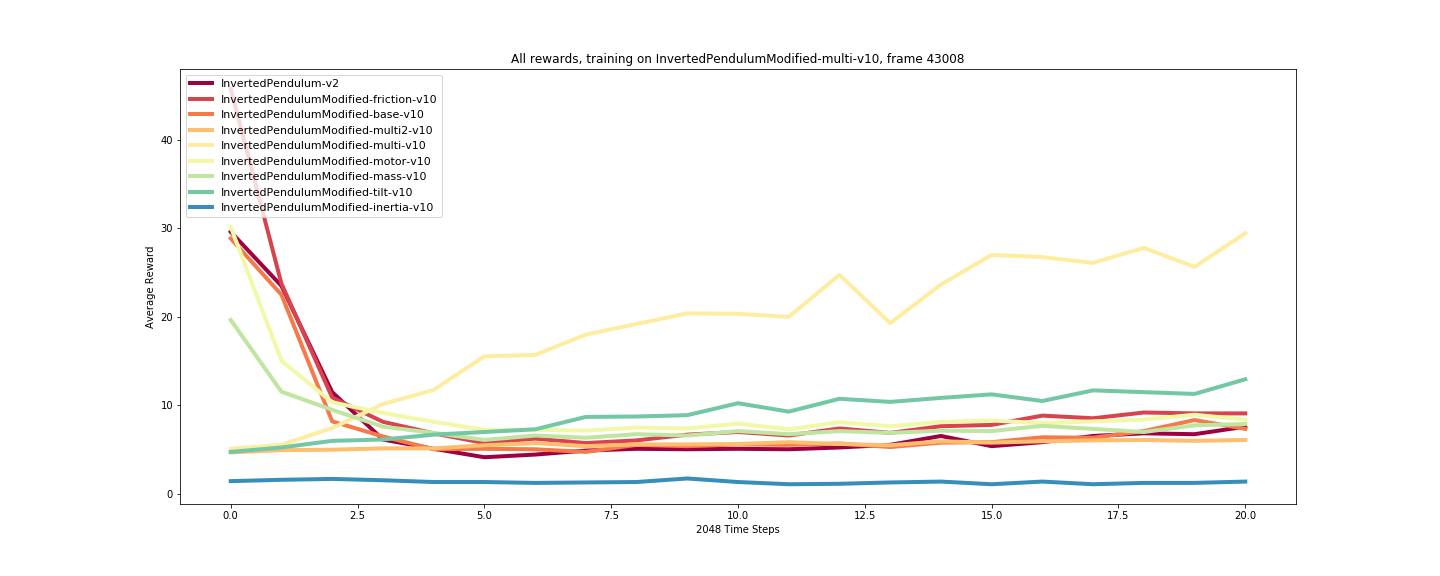 All rewards, training on InvertedPendulumModified-multi-v10, frame 43008
InvertedPendulum-v2
InvertedPendulumModified-friction-v10
InvertedPendulumModified-base-v10
InvertedPendulumModified-multi2-v10
InvertedPendulumModified-multi-v10
InvertedPendulumModified-motor-v10
InvertedPendulumModified-mass-v10
InvertedPendulumModified-tilt-v10
InvertedPendulumModified-inertia-v10
Average Reward
40
30
20
10
0
0.0 2.5 5.0 7.5 10.0 12.5 15.0 17.5 20.0
2048 Time Steps